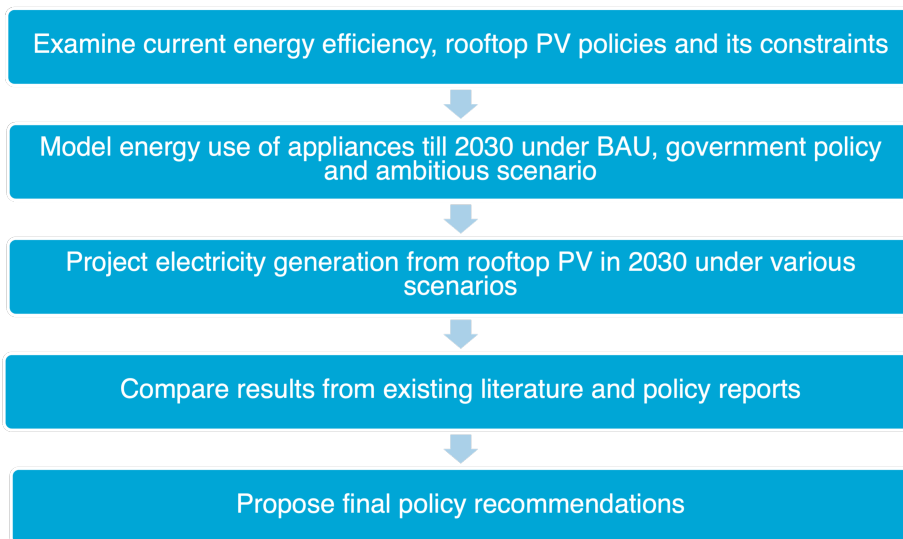 Examine current energy efficiency, rooftop PV policies and its constraints
Model energy use of appliances till 2030 under BAU, government policy
and ambitious scenario
Project electricity generation from rooftop PV in 2030 under various
scenarios
Compare results from existing literature and policy reports
Propose final policy recommendations